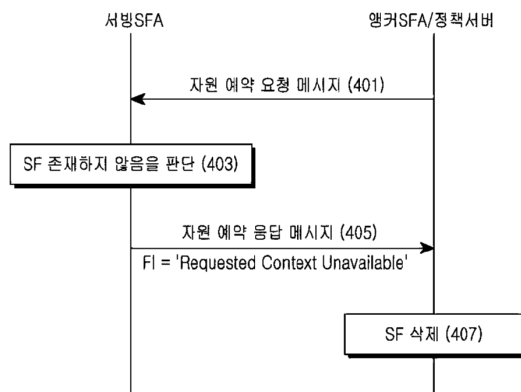 서빙SFA
앵커SFA/정책서버
자원 예약 요청 메시지 (401)
SF 존재하지 않음을 판단 (403)
자원 예약 응답 메시지 (405)
FI = 'Requested Context Unavailable'
SF 삭제 (407)